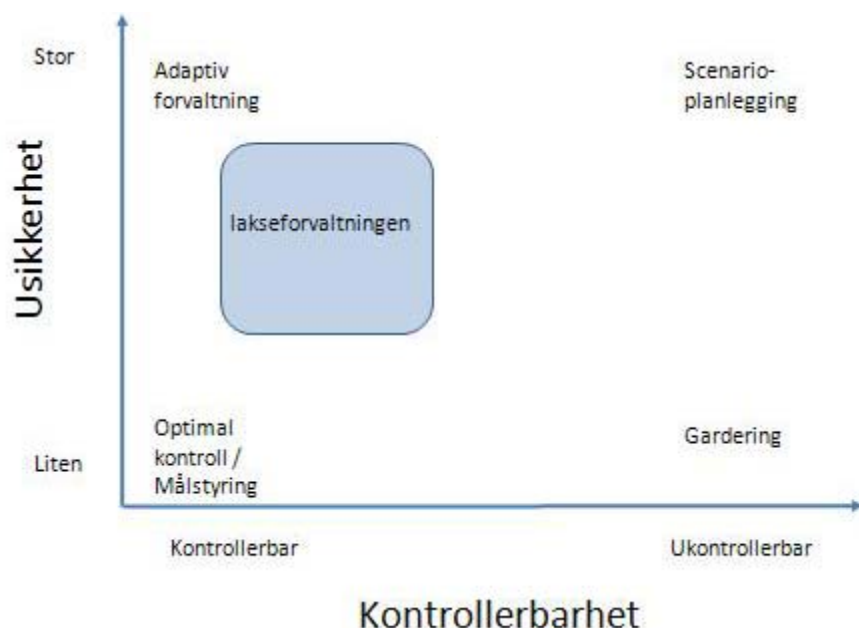 Stor
Adaptiv
forvaltning
Scenario-
planlegging
Usikkerhet
lakseforvaltningen
Optimal
kontroll /
Målstyring
Gardering
Liten
Kontrollerbar
Ukontrollerbar
Kontrollerbarhet